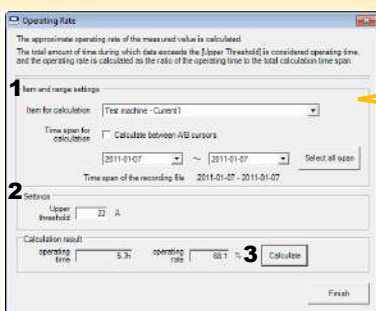 Operating Rate
The approximate operating rate of the measured value is calculated.
The total amount of time during which data exceeds the [Upper Threshold] is considered operating time,
and the operating rate is calculated as the ratio of the operating time to the total calculation time span.
1 Item and range settings
Item for calculation Test machine - Current1
Time span for calculation Calculate between A/B cursors
2011-01-07 ~ 2011-01-07 Select all span
Time span of the recording file 2011-01-07 - 2011-01-07
2 Settings
Upper threshold 22 A
Calculation result
operating time 5.7h operating rate 68.1 % 3 Calculate
Finish